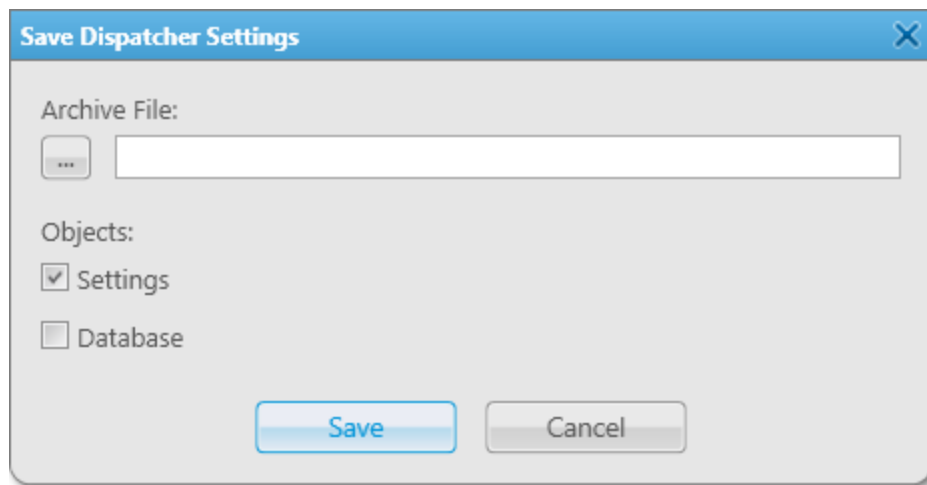 Save Dispatcher Settings
Archive File:
...
Objects:
Settings
Database
Save Cancel